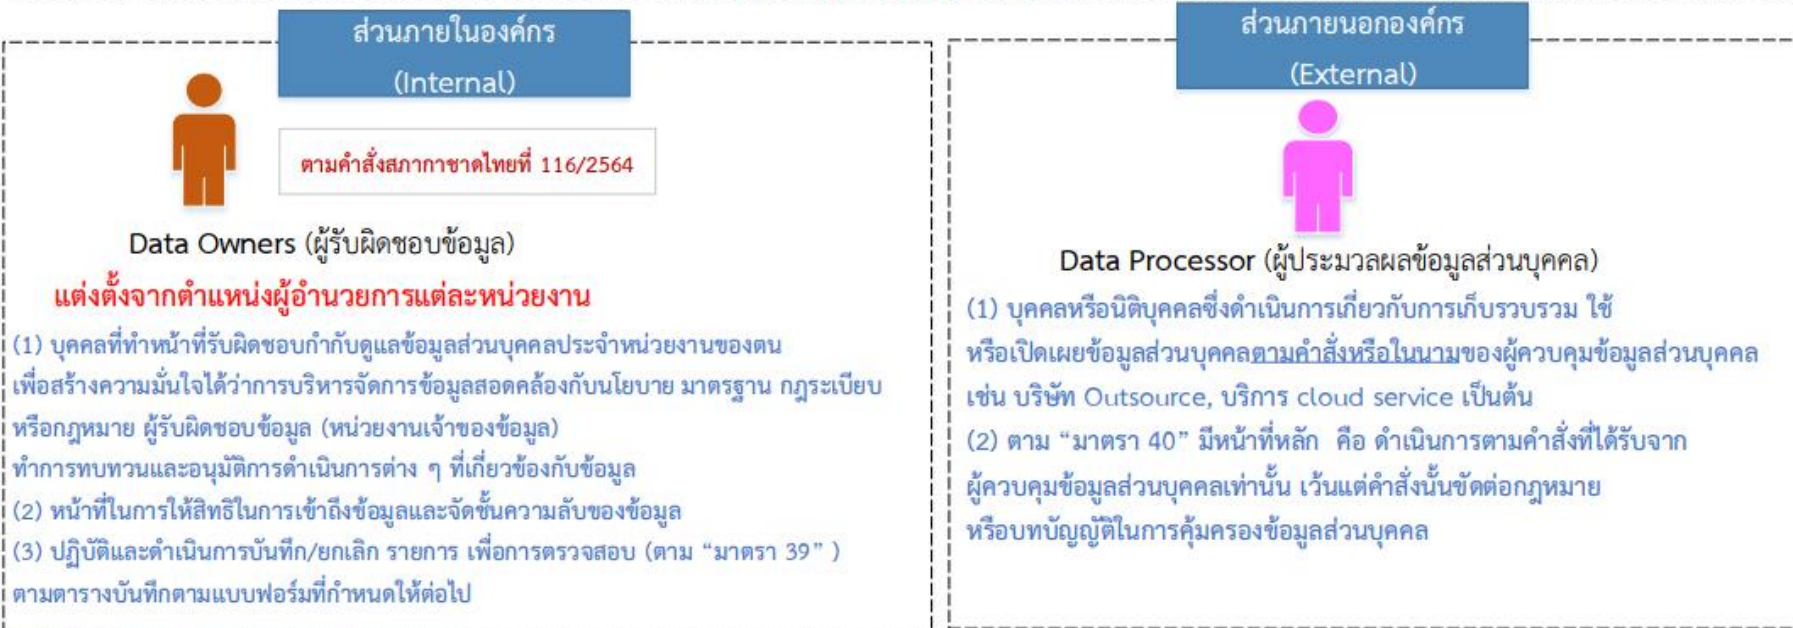 ส่วนภายในองค์กร
(Internal)
ตามคำสั่งสภากาชาดไทยที่ 116/2564
Data Owners (ผู้รับผิดชอบข้อมูล)
แต่งตั้งจากตำแหน่งผู้อำนวยการแต่ละหน่วยงาน
(1) บุคคลที่ทำหน้าที่รับผิดชอบกำกับดูแลข้อมูลส่วนบุคคลประจำหน่วยงานของตน
เพื่อสร้างความมั่นใจได้ว่าการบริหารจัดการข้อมูลสอดคล้องกับนโยบาย มาตรฐาน กฎระเบียบ
หรือกฎหมาย ผู้รับผิดชอบข้อมูล (หน่วยงานเจ้าของข้อมูล)
ทำการทบทวนและอนุมัติการดำเนินการต่าง ๆ ที่เกี่ยวข้องกับข้อมูล
(2) หน้าที่ในการให้สิทธิในการเข้าถึงข้อมูลและจัดชั้นความลับของข้อมูล
(3) ปฏิบัติและดำเนินการบันทึก/ยกเลิก รายการ เพื่อการตรวจสอบ (ตาม “มาตรา 39” )
ตามตารางบันทึกตามแบบฟอร์มที่กำหนดให้ต่อไป
ส่วนภายนอกองค์กร
(External)
Data Processor (ผู้ประมวลผลข้อมูลส่วนบุคคล)
(1) บุคคลหรือนิติบุคคลซึ่งดำเนินการเกี่ยวกับการเก็บรวบรวม ใช้
หรือเปิดเผยข้อมูลส่วนบุคคลตามคำสั่งหรือในนามของผู้ควบคุมข้อมูลส่วนบุคคล
เช่น บริษัท Outsource, บริการ cloud service เป็นต้น
(2) ตาม “มาตรา 40” มีหน้าที่หลัก คือ ดำเนินการตามคำสั่งที่ได้รับจาก
ผู้ควบคุมข้อมูลส่วนบุคคลเท่านั้น เว้นแต่คำสั่งนั้นขัดต่อกฎหมาย
หรือบทบัญญัติในการคุ้มครองข้อมูลส่วนบุคคล